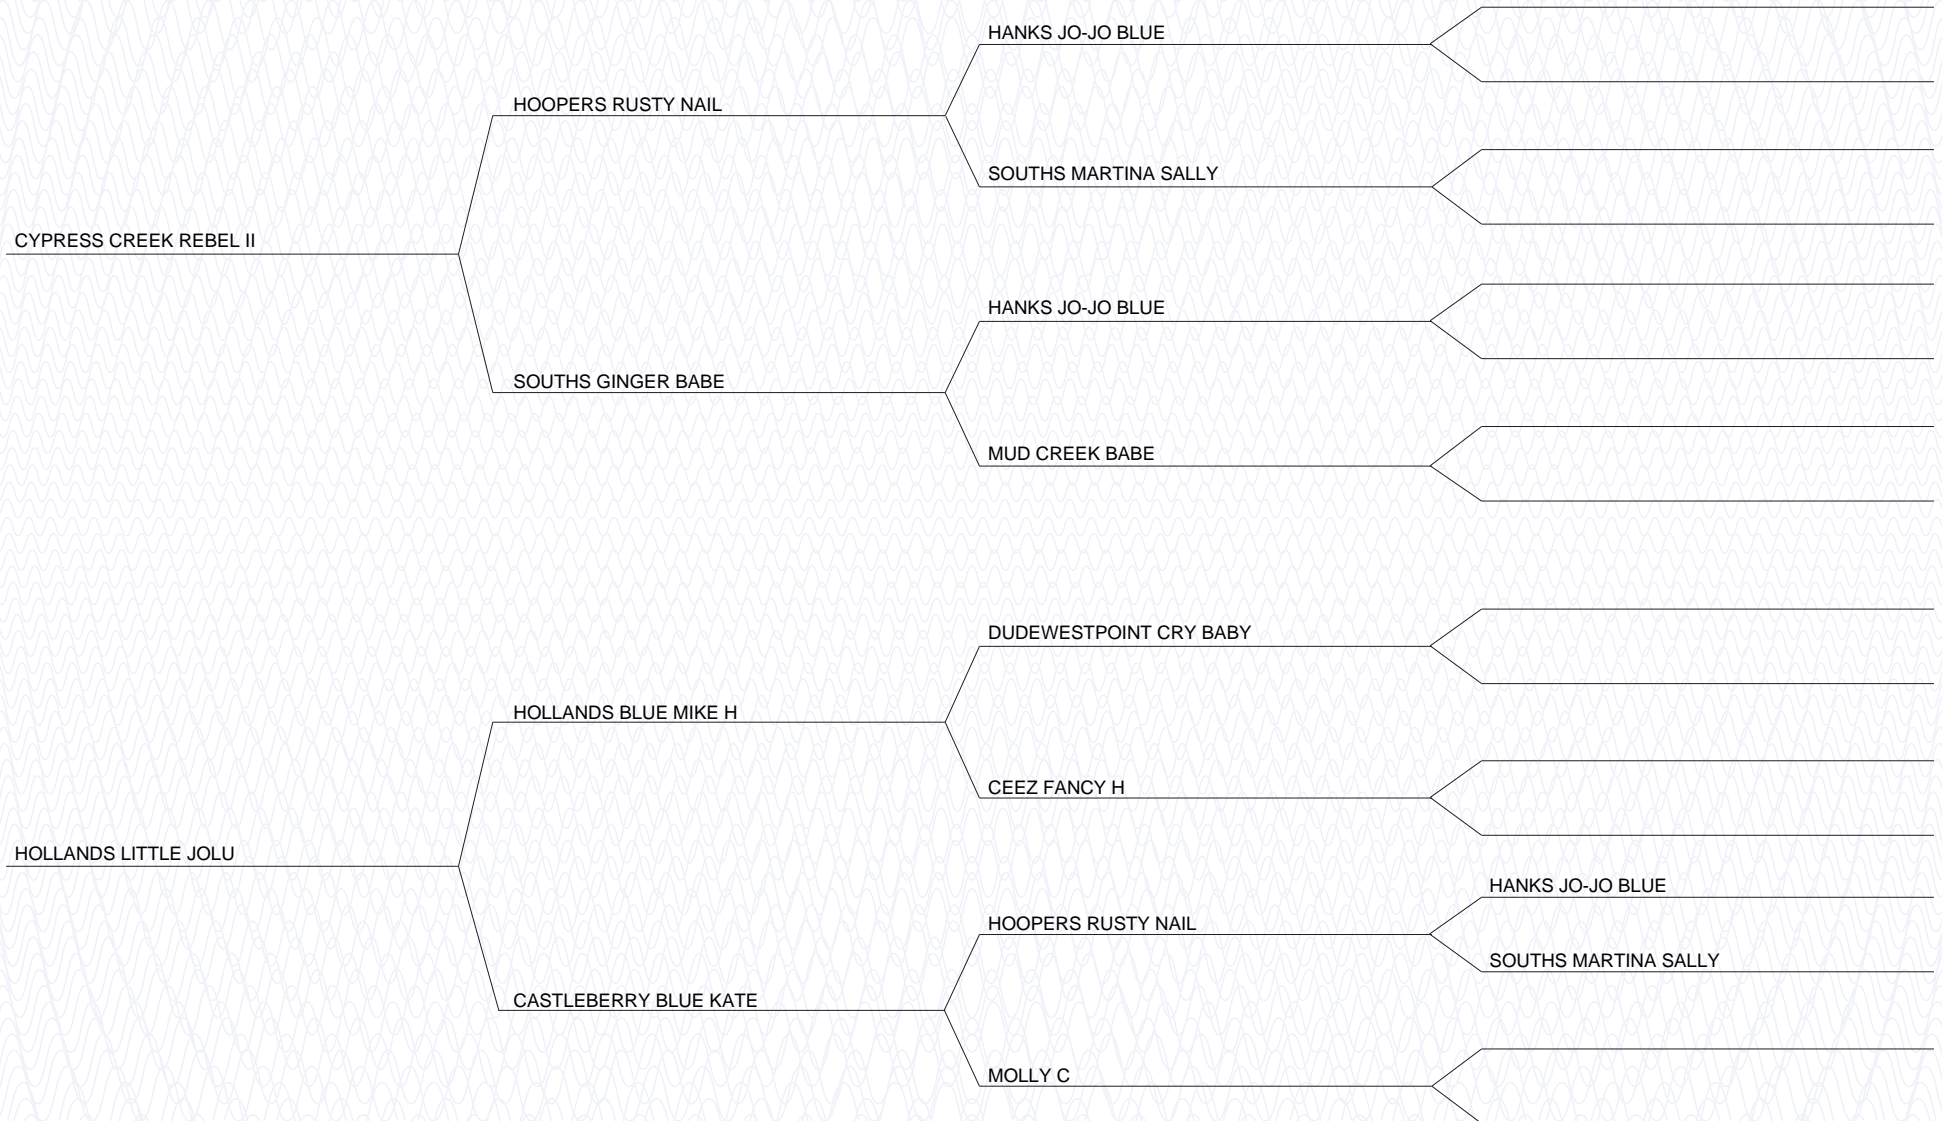 HANKS JO-JO BLUE
HOOPERS RUSTY NAIL
SOUTHS MARTINA SALLY
CYPRESS CREEK REBEL II
HANKS JO-JO BLUE
SOUTHS GINGER BABE
MUD CREEK BABE
DUDEWESTPOINT CRY BABY
HOLLANDS BLUE MIKE H
CEEZ FANCY H
HOLLANDS LITTLE JOLU
HANKS JO-JO BLUE
HOOPERS RUSTY NAIL
SOUTHS MARTINA SALLY
CASTLEBERRY BLUE KATE
MOLLY C